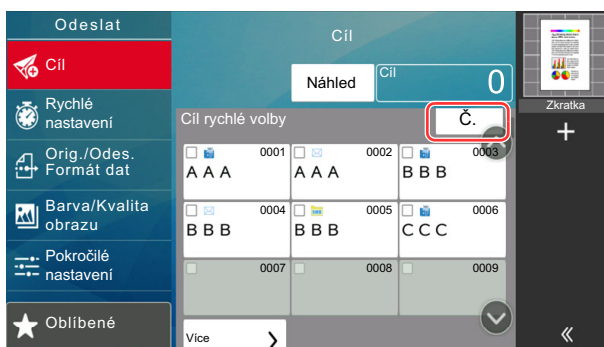 Odeslat
Cíl
Rychlé
nastavení
Orig./Odes.
Formát dat
Barva/Kvalita
obrazu
Pokročilé
nastavení
Oblíbené
Cíl
Náhled
Cíl
0
Cíl rychlé volby
Č.
0001
A A A
0002
A A A
0003
B B B
0004
B B B
0005
B B B
0006
C C C
0007
0008
0009
Více
Zkratka